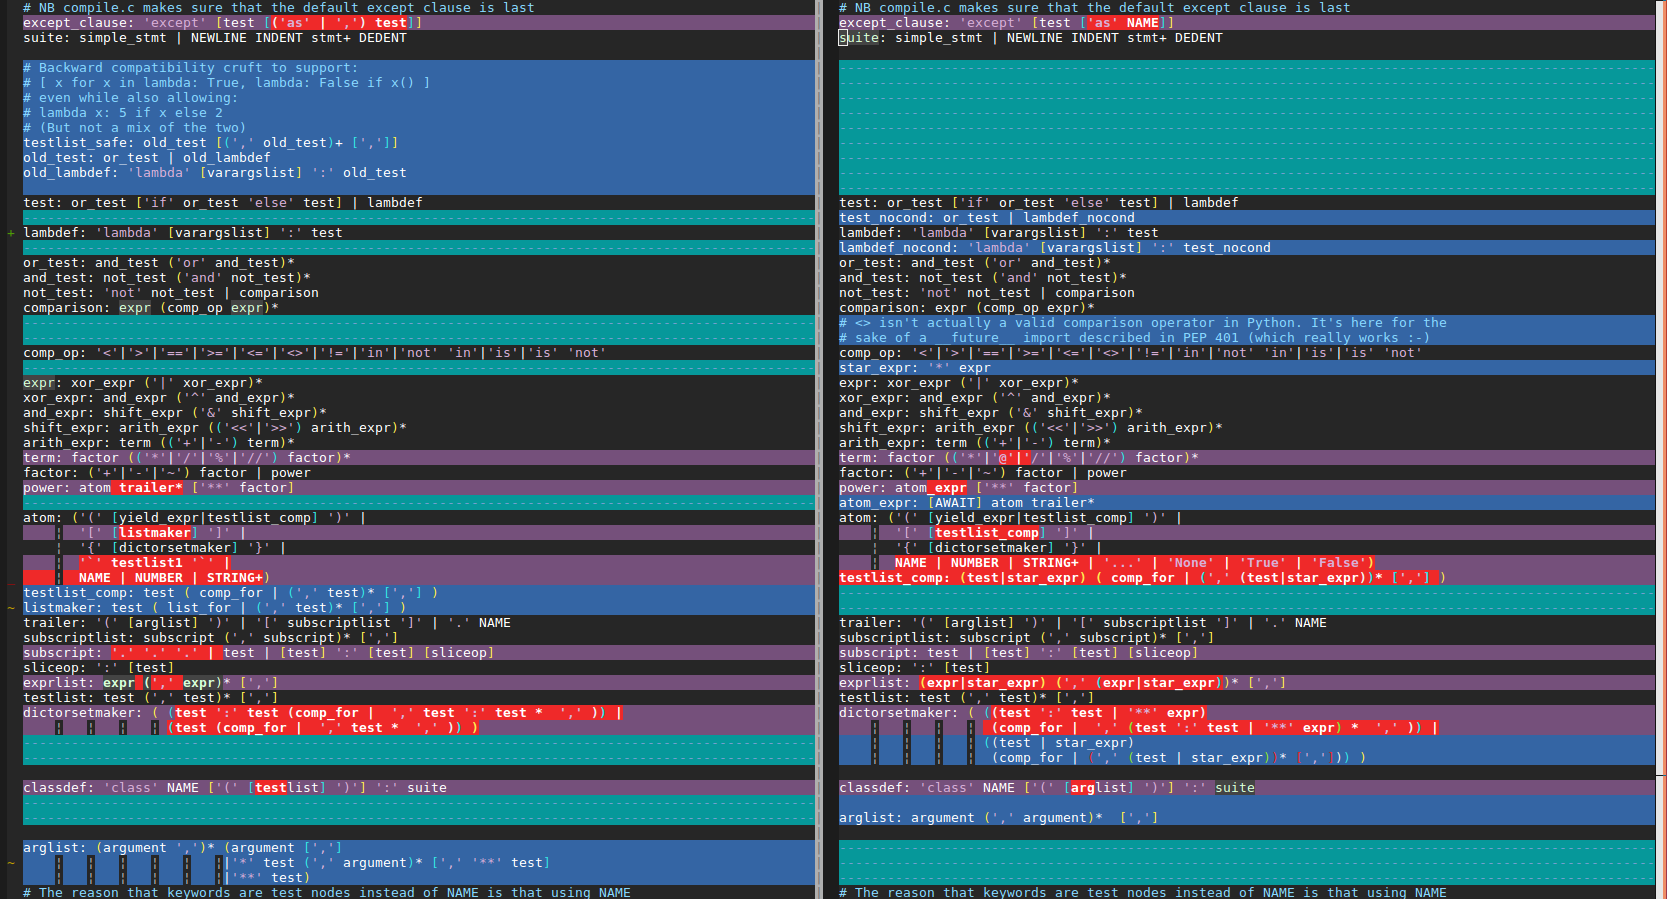 # NB compile.c makes sure that the default except clause is last
except_clause: 'except' [test [('as' | ',') test]]
suite: simple_stmt | NEWLINE INDENT stmt+ DEDENT
# Backward compatibility cruft to support:
# [ x for x in lambda: True, lambda: False if x() ]
# even while also allowing:
# lambda x: 5 if x else 2
# (But not a mix of the two)
testlist_safe: old_test [(',' old_test)+ [',']]
old_test: or_test | old_lambdef
old_lambdef: 'lambda' [varargslist] ':' old_test
test: or_test ['if' or_test 'else' test] | lambdef
+ lambdef: 'lambda' [varargslist] ':' test
or_test: and_test ('or' and_test)*
and_test: not_test ('and' not_test)*
not_test: 'not' not_test | comparison
comparison: expr (comp_op expr)*
comp_op: '<'|'>'|'=='|'>='|'<='|'<>'|'!='|'in'|'not' 'in'|'is'|'is' 'not'
expr: xor_expr ('|' xor_expr)*
xor_expr: and_expr ('^' and_expr)*
and_expr: shift_expr ('&' shift_expr)*
shift_expr: arith_expr (('<<'|'>>') arith_expr)*
arith_expr: term (('+'|'-') term)*
term: factor (('*'|'/'|'%'|'//') factor)*
factor: ('+'|'-'|'~') factor | power
power: atom trailer* ['**' factor]
atom: ('(' [yield_expr|testlist_comp] ')' |
¦ '[' [listmaker] ']' |
¦ '{' [dictorsetmaker] '}' |
¦ '`' testlist1 '`' |
_ ¦ NAME | NUMBER | STRING+)
testlist_comp: test ( comp_for | (',' test)* [','] )
~ listmaker: test ( list_for | (',' test)* [','] )
trailer: '(' [arglist] ')' | '[' subscriptlist ']' | '.' NAME
subscriptlist: subscript (',' subscript)* [',']
subscript: '.' '.' '.' | test | [test] ':' [test] [sliceop]
sliceop: ':' [test]
exprlist: expr (',' expr)* [',']
testlist: test (',' test)* [',']
dictorsetmaker: ( (test ':' test (comp_for |  ',' test ':' test *  ',' )) |
¦ ¦ ¦ ¦ (test (comp_for |  ',' test *  ',' )) )
classdef: 'class' NAME ['(' [testlist] ')'] ':' suite
arglist: (argument ',')* (argument [',']
~ ¦ ¦ ¦ ¦ ¦ ¦|'*' test (',' argument)* [',' '**' test]
¦ ¦ ¦ ¦ ¦ ¦|'**' test)
# The reason that keywords are test nodes instead of NAME is that using NAME
# NB compile.c makes sure that the default except clause is last
except_clause: 'except' [test ['as' NAME]]
suite: simple_stmt | NEWLINE INDENT stmt+ DEDENT
test: or_test ['if' or_test 'else' test] | lambdef
test_nocond: or_test | lambdef_nocond
lambdef: 'lambda' [varargslist] ':' test
lambdef_nocond: 'lambda' [varargslist] ':' test_nocond
or_test: and_test ('or' and_test)*
and_test: not_test ('and' not_test)*
not_test: 'not' not_test | comparison
comparison: expr (comp_op expr)*
# <> isn't actually a valid comparison operator in Python. It's here for the
# sake of a __future__ import described in PEP 401 (which really works :-)
comp_op: '<'|'>'|'=='|'>='|'<='|'<>'|'!='|'in'|'not' 'in'|'is'|'is' 'not'
star_expr: '*' expr
expr: xor_expr ('|' xor_expr)*
xor_expr: and_expr ('^' and_expr)*
and_expr: shift_expr ('&' shift_expr)*
shift_expr: arith_expr (('<<'|'>>') arith_expr)*
arith_expr: term (('+'|'-') term)*
term: factor (('*'|'@'|'/'|'%'|'//') factor)*
factor: ('+'|'-'|'~') factor | power
power: atom_expr ['**' factor]
atom_expr: [AWAIT] atom trailer*
atom: ('(' [yield_expr|testlist_comp] ')' |
¦ '[' [testlist_comp] ']' |
¦ '{' [dictorsetmaker] '}' |
¦ NAME | NUMBER | STRING+ | '...' | 'None' | 'True' | 'False')
testlist_comp: (test|star_expr) ( comp_for | (',' (test|star_expr))* [','] )
trailer: '(' [arglist] ')' | '[' subscriptlist ']' | '.' NAME
subscriptlist: subscript (',' subscript)* [',']
subscript: test | [test] ':' [test] [sliceop]
sliceop: ':' [test]
exprlist: (expr|star_expr) (',' (expr|star_expr))* [',']
testlist: test (',' test)* [',']
dictorsetmaker: ( ((test ':' test | '**' expr)
¦ ¦ ¦ ¦ (comp_for |  ',' (test ':' test | '**' expr) *  ',' )) |
¦ ¦ ¦ ¦ ((test | star_expr)
¦ ¦ ¦ ¦ (comp_for | (',' (test | star_expr))* [','])) )
classdef: 'class' NAME ['(' [arglist] ')'] ':' suite
arglist: argument (',' argument)*  [',']
# The reason that keywords are test nodes instead of NAME is that using NAME